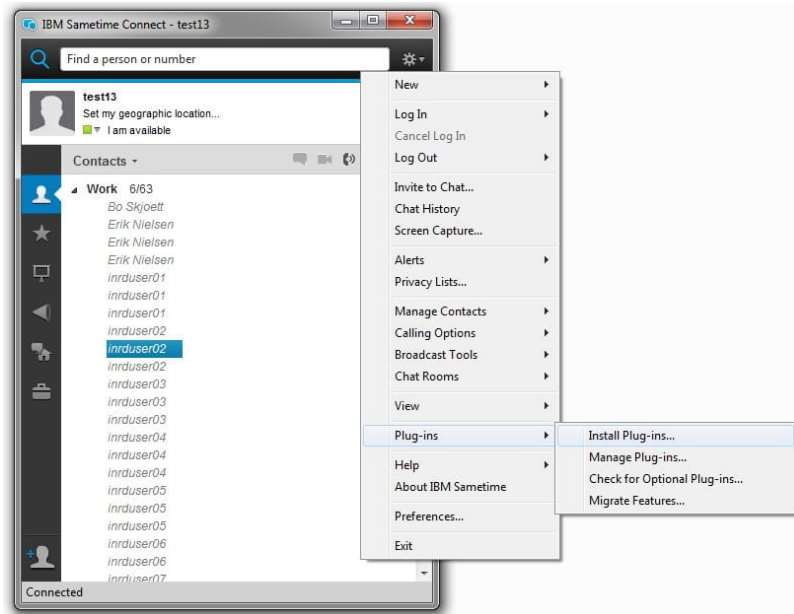 IBM Sametime Connect - test13
Find a person or number
test13
Set my geographic location...
I am available
Contacts
Work 6/63
Bo Skjoett
Erik Nielsen
Erik Nielsen
Erik Nielsen
inrduser01
inrduser01
inrduser01
inrduser02
inrduser02
inrduser02
inrduser03
inrduser03
inrduser03
inrduser04
inrduser04
inrduser04
inrduser05
inrduser05
inrduser05
inrduser06
inrduser06
inrduser07
Connected
New
Log In
Cancel Log In
Log Out
Invite to Chat...
Chat History
Screen Capture...
Alerts
Privacy Lists...
Manage Contacts
Calling Options
Broadcast Tools
Chat Rooms
View
Plug-ins
Help
About IBM Sametime
Preferences...
Exit
Install Plug-ins...
Manage Plug-ins...
Check for Optional Plug-ins...
Migrate Features...